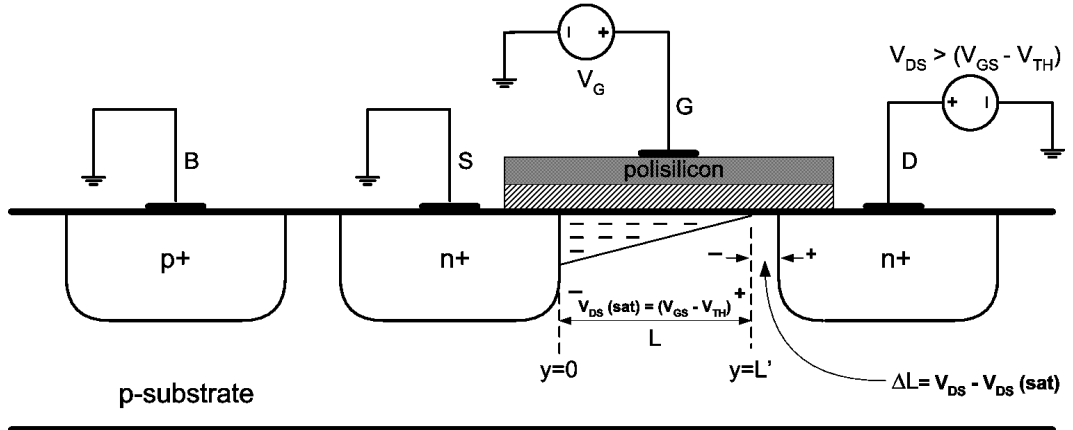 V_DS > (V_GS - V_TH)
- +
V_G
+ -
G
B
S
D
polisilicon
p+
n+
n+
- +
- +
V_DS (sat) = (V_GS - V_TH)
L
y=0
y=L'
ΔL= V_DS - V_DS (sat)
p-substrate